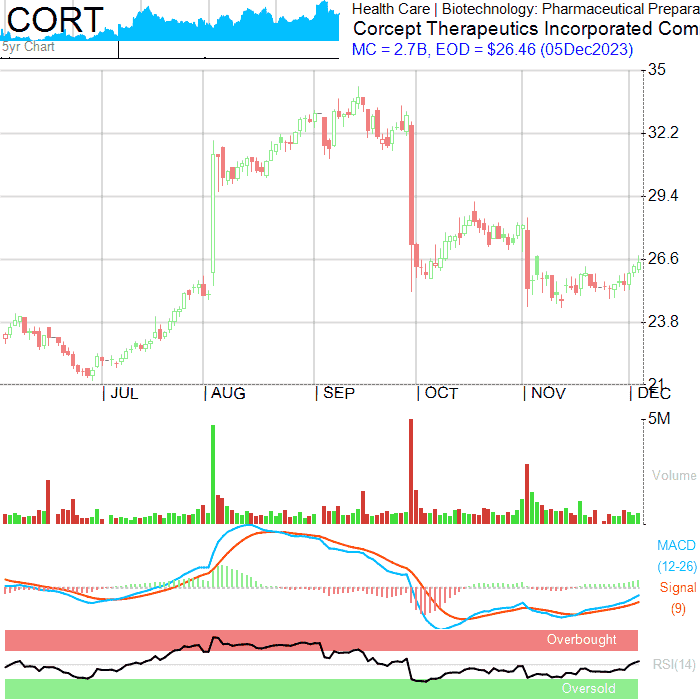 CORT
5yr Chart
Health Care | Biotechnology: Pharmaceutical Prepara
Corcept Therapeutics Incorporated Com
MC = 2.7B, EOD = $26.46 (05Dec2023)
35
32.2
29.4
26.6
23.8
21
JUL
AUG
SEP
OCT
NOV
DEC
5M
Volume
MACD
(12-26)
Signal
(9)
Overbought
RSI(14)
Oversold